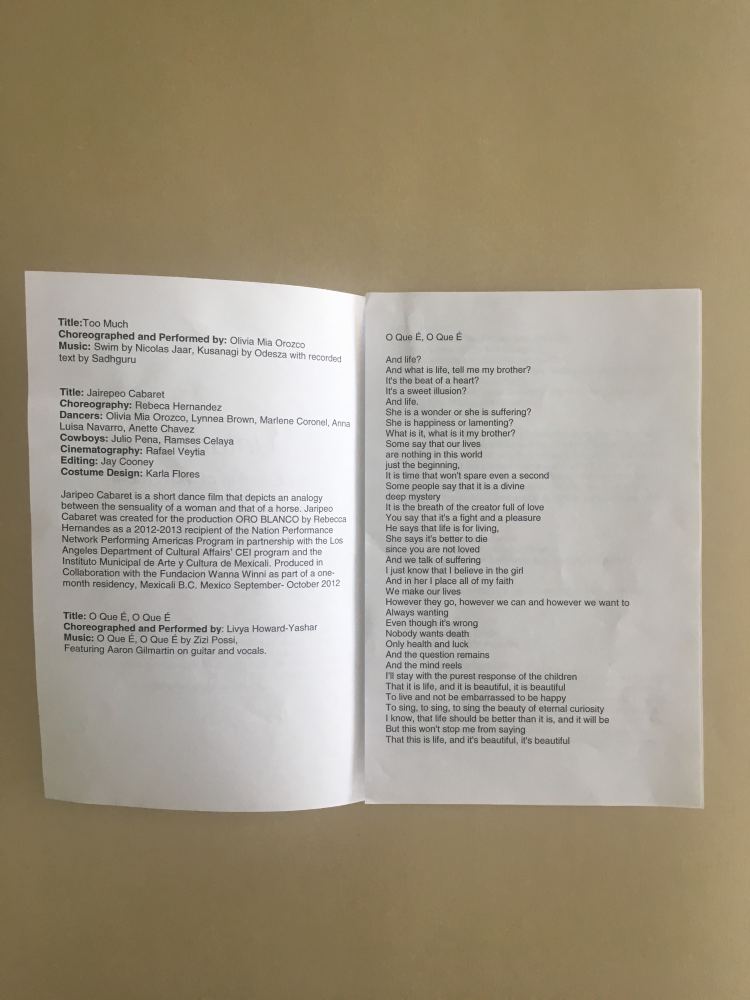 Title:Too Much
Choreographed and Performed by: Olivia Mia Orozco
Music: Swim by Nicolas Jaar, Kusanagi by Odesza with recorded
text by Sadhguru
Title: Jairepeo Cabaret
Choreography: Rebeca Hernandez
Dancers: Olivia Mia Orozco, Lynnea Brown, Marlene Coronel, Anna
Luisa Navarro, Anette Chavez
Cowboys: Julio Pena, Ramses Celaya
Cinematography: Rafael Veytia
Editing: Jay Cooney
Costume Design: Karla Flores
Jaripeo Cabaret is a short dance film that depicts an analogy
between the sensuality of a woman and that of a horse. Jaripeo
Cabaret was created for the production ORO BLANCO by Rebecca
Hernandes as a 2012-2013 recipient of the Nation Performance
Network Performing Americas Program in partnership with the Los
Angeles Department of Cultural Affairs' CEI program and the
Instituto Municipal de Arte y Cultura de Mexicali. Produced in
Collaboration with the Fundacion Wanna Winni as part of a one-
month residency, Mexicali B.C. Mexico September- October 2012
Title: O Que É, O Que É
Choreographed and Performed by: Livya Howard-Yashar
Music: O Que É, O Que É by Zizi Possi,
Featuring Aaron Gilmartin on guitar and vocals.
O Que É, O Que É
And life?
And what is life, tell me my brother?
It's the beat of a heart?
It's a sweet illusion?
And life.
She is a wonder or she is suffering?
She is happiness or lamenting?
What is it, what is it my brother?
Some say that our lives
are nothing in this world
just the beginning,
It is time that won't spare even a second
Some people say that it is a divine
deep mystery
It is the breath of the creator full of love
You say that it's a fight and a pleasure
He says that life is for living,
She says it's better to die
since you are not loved
And we talk of suffering
I just know that I believe in the girl
And in her I place all of my faith
We make our lives
However they go, however we can and however we want to
Always wanting
Even though it's wrong
Nobody wants death
Only health and luck
And the question remains
And the mind reels
I'll stay with the purest response of the children
That it is life, and it is beautiful, it is beautiful
To live and not be embarrassed to be happy
To sing, to sing, to sing the beauty of eternal curiosity
I know, that life should be better than it is, and it will be
But this won't stop me from saying
That this is life, and it's beautiful, it's beautiful